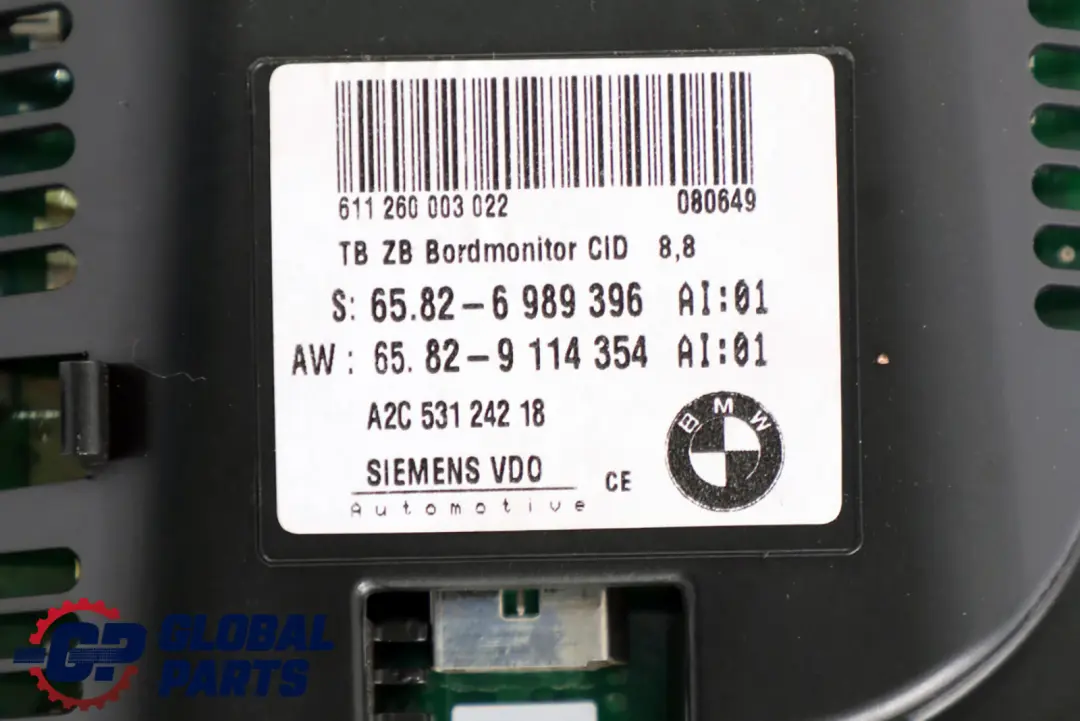 611 260 003 022 080649
TB ZB Bordmonitor CID 8,8
S: 65.82-6 989 396 AI:01
AW: 65.82-9 114 354 AI:01
A2C 531 242 18
BMW
SIEMENS VDO CE
Automotive
GP GLOBAL
PARTS